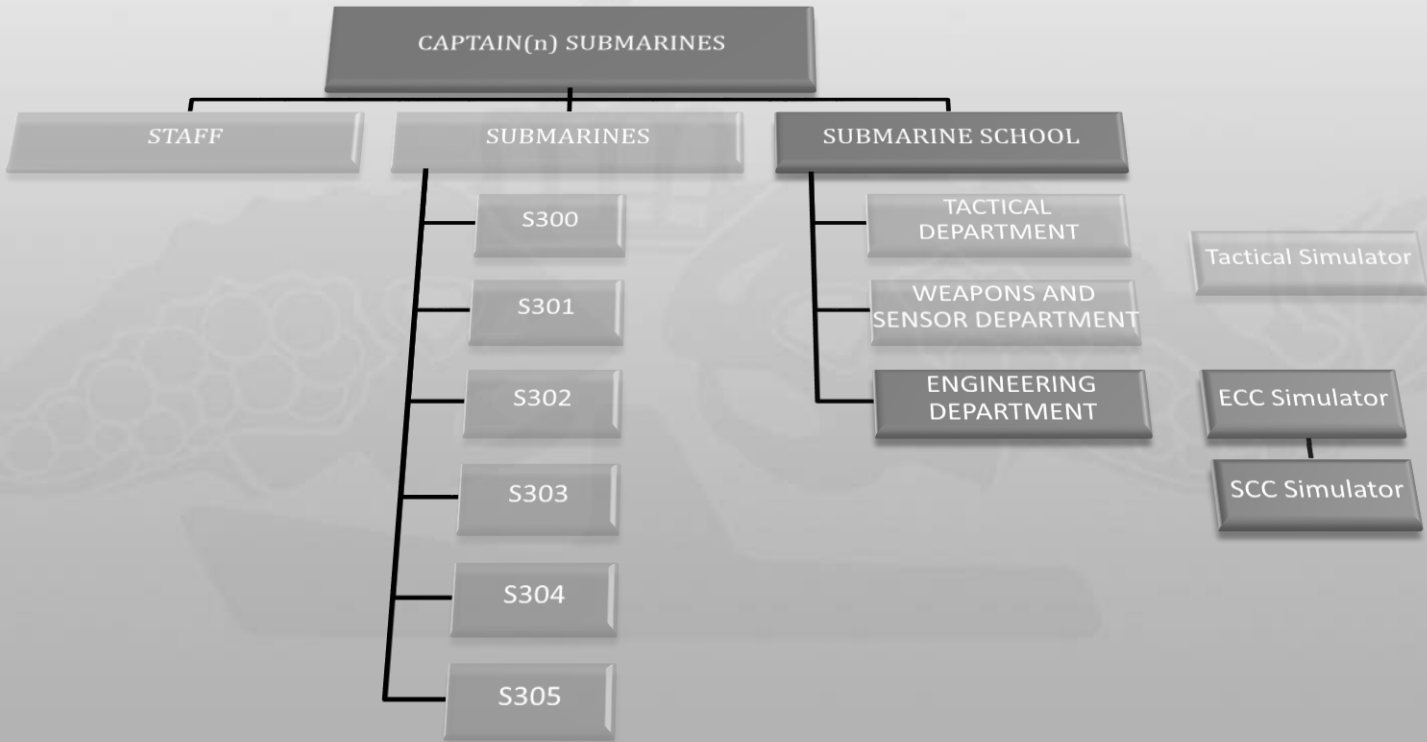 CAPTAIN(n) SUBMARINES
STAFF
SUBMARINES
SUBMARINE SCHOOL
S300
S301
S302
S303
S304
S305
TACTICAL
DEPARTMENT
WEAPONS AND
SENSOR DEPARTMENT
ENGINEERING
DEPARTMENT
Tactical Simulator
ECC Simulator
SCC Simulator